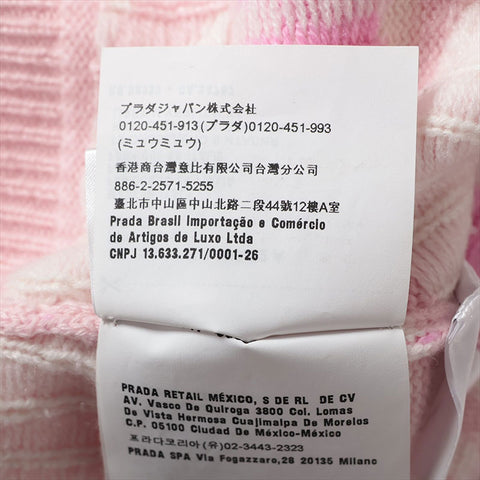 プラダジャパン株式会社
0120-451-913(プラダ)0120-451-993
(ミュウミュウ)
香港商台灣意比有限公司台灣分公司
886-2-2571-5255
臺北市中山區中山北路二段44號12樓A室
Prada Brasil Importação e Comércio
de Artigos de Luxo Ltda
CNPJ 13.633.271/0001-26
PRADA RETAIL MÉXICO, S DE RL DE CV
AV. Vasco De Quiroga 3800 Col. Lomas
De Vista Hermosa Cuajimalpa De Morelos
C.P. 05100 Ciudad De México-México
프라다코리아(유)02-3443-2323
PRADA SPA Via Fogazzaro,28 20135 Milano